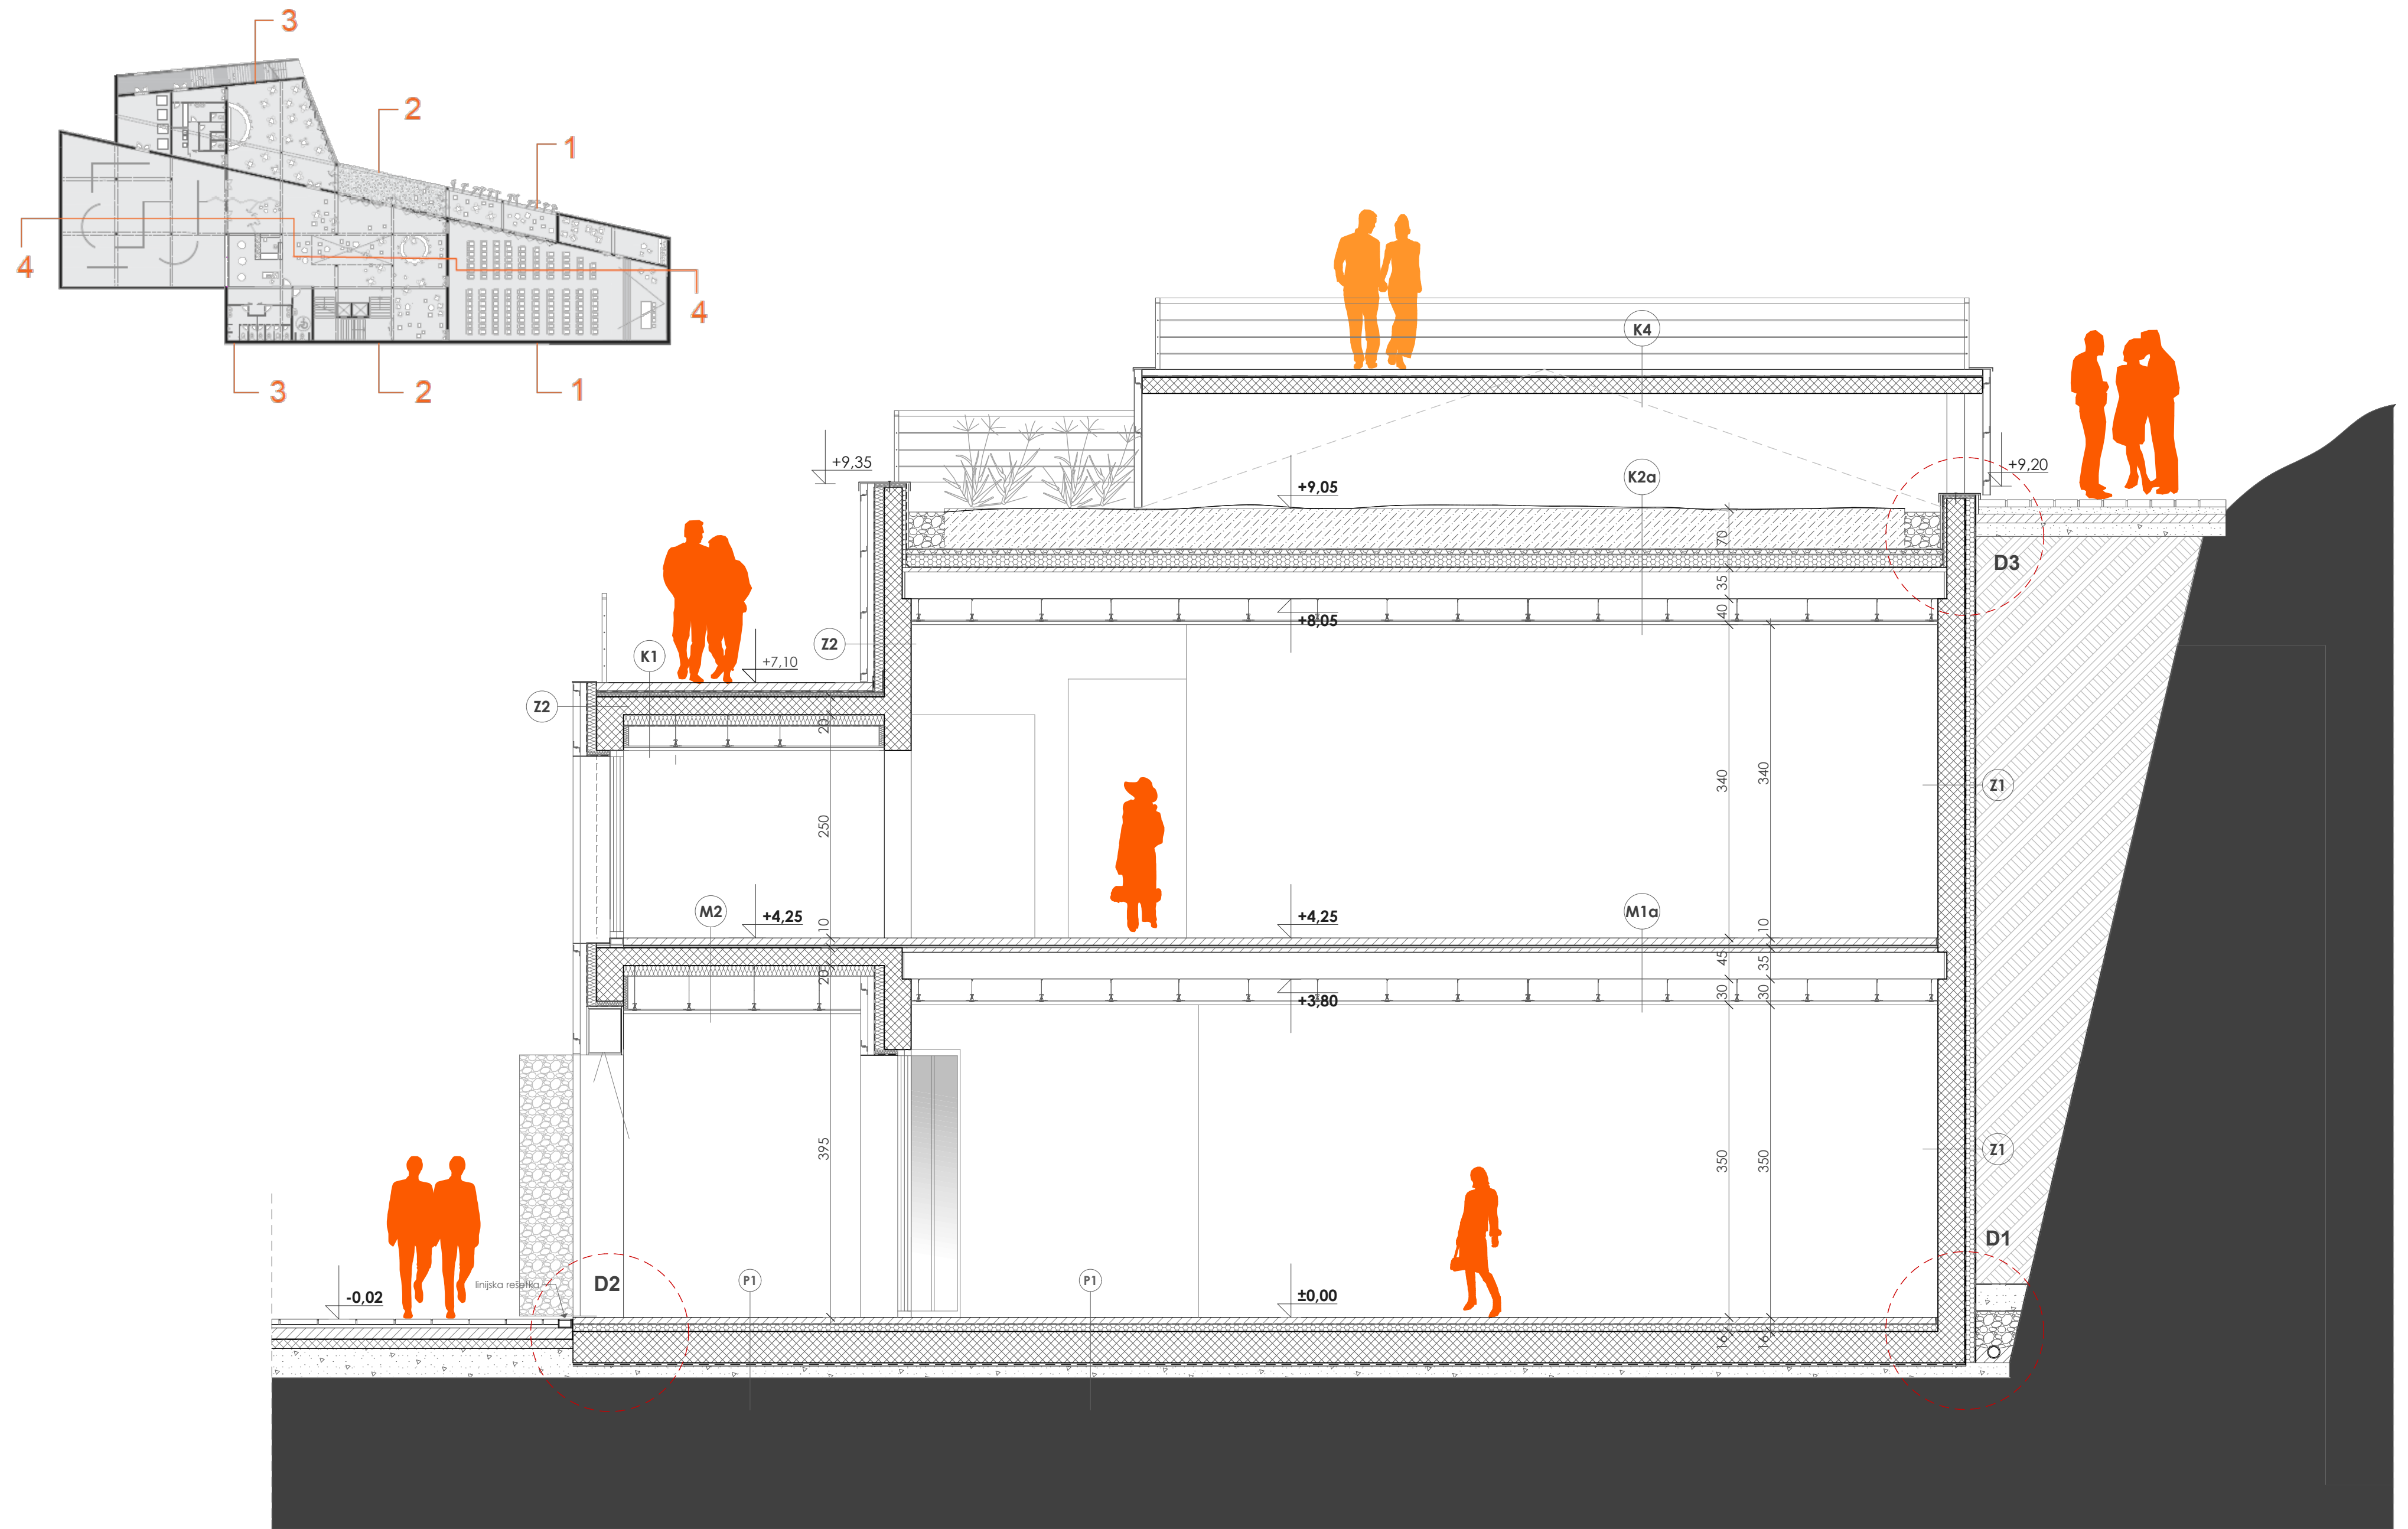 3
2
1
4
4
3
2
1
K4
+9,35
K2a
+9,20
+9,05
70
D3
35
40
+8,05
Z2
K1
+7,10
Z2
20
340
340
Z1
250
M2
+4,25
10
+4,25
M1a
10
20
45
35
30
30
+3,80
395
350
350
Z1
D1
linijska rešetka
D2
P1
P1
-0,02
±0,00
16
16